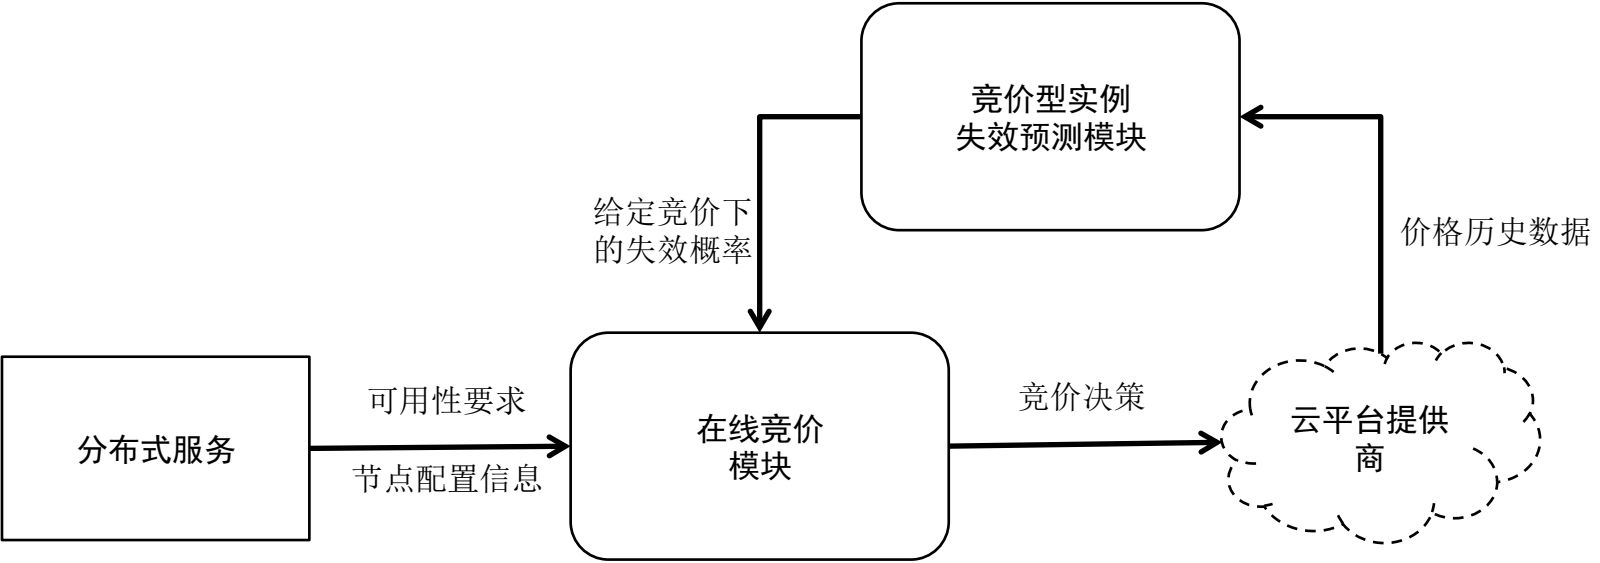 竞价型实例
失效预测模块
给定竞价下
的失效概率
价格历史数据
可用性要求
分布式服务
节点配置信息
在线竞价
模块
竞价决策
云平台提供
商